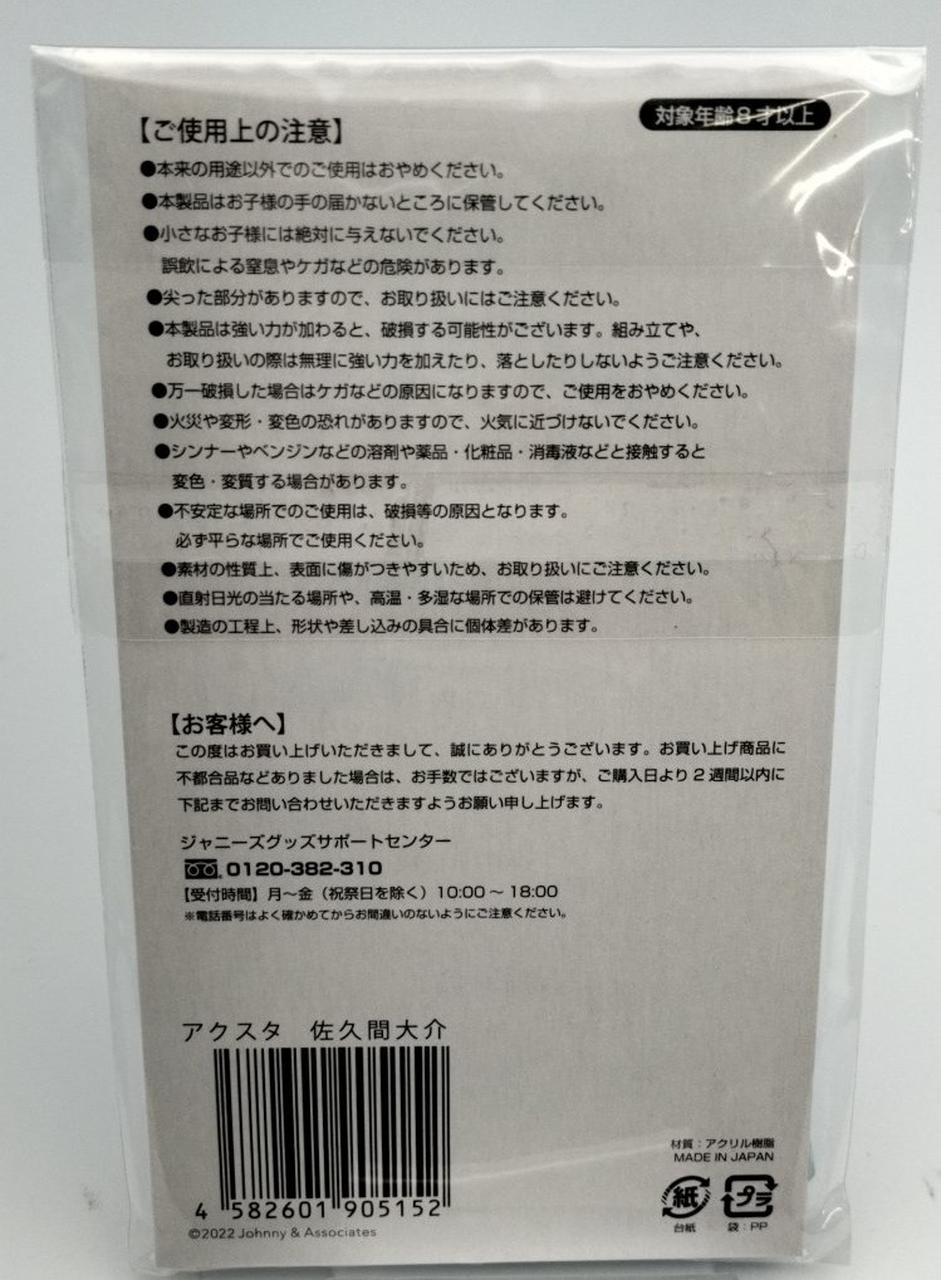 対象年齢8才以上
【ご使用上の注意】
●本来の用途以外でのご使用はおやめください。
●本製品はお子様の手の届かないところに保管してください。
●小さなお子様には絶対に与えないでください。
誤飲による窒息やケガなどの危険があります。
●尖った部分がありますので、お取り扱いにはご注意ください。
●本製品は強い力が加わると、破損する可能性がございます。組み立てや、
お取り扱いの際は無理に強い力を加えたり、落としたりしないようご注意ください。
●万一破損した場合はケガなどの原因になりますので、ご使用をおやめください。
●火災や変形・変色の恐れがありますので、火気に近づけないでください。
●シンナーやベンジンなどの溶剤や薬品・化粧品・消毒液などと接触すると
変色・変質する場合があります。
●不安定な場所でのご使用は、破損等の原因となります。
必ず平らな場所でご使用ください。
●素材の性質上、表面に傷がつきやすいため、お取り扱いにご注意ください。
●直射日光の当たる場所や、高温・多湿な場所での保管は避けてください。
●製造の工程上、形状や差し込みの具合に個体差があります。
【お客様へ】
この度はお買い上げいただきまして、誠にありがとうございます。お買い上げ商品に
不都合品などありました場合は、お手数ではございますが、ご購入日より2週間以内に
下記までお問い合わせいただきますようお願い申し上げます。
ジャニーズグッズサポートセンター
0120-382-310
【受付時間】月～金（祝祭日を除く）10:00～18:00
※電話番号はよく確かめてからお間違いのないようにご注意ください。
アクスタ 佐久間大介
4 582601 905152
©2022 Johnny & Associates
材質：アクリル樹脂
MADE IN JAPAN
紙 プラ
台紙 袋：PP